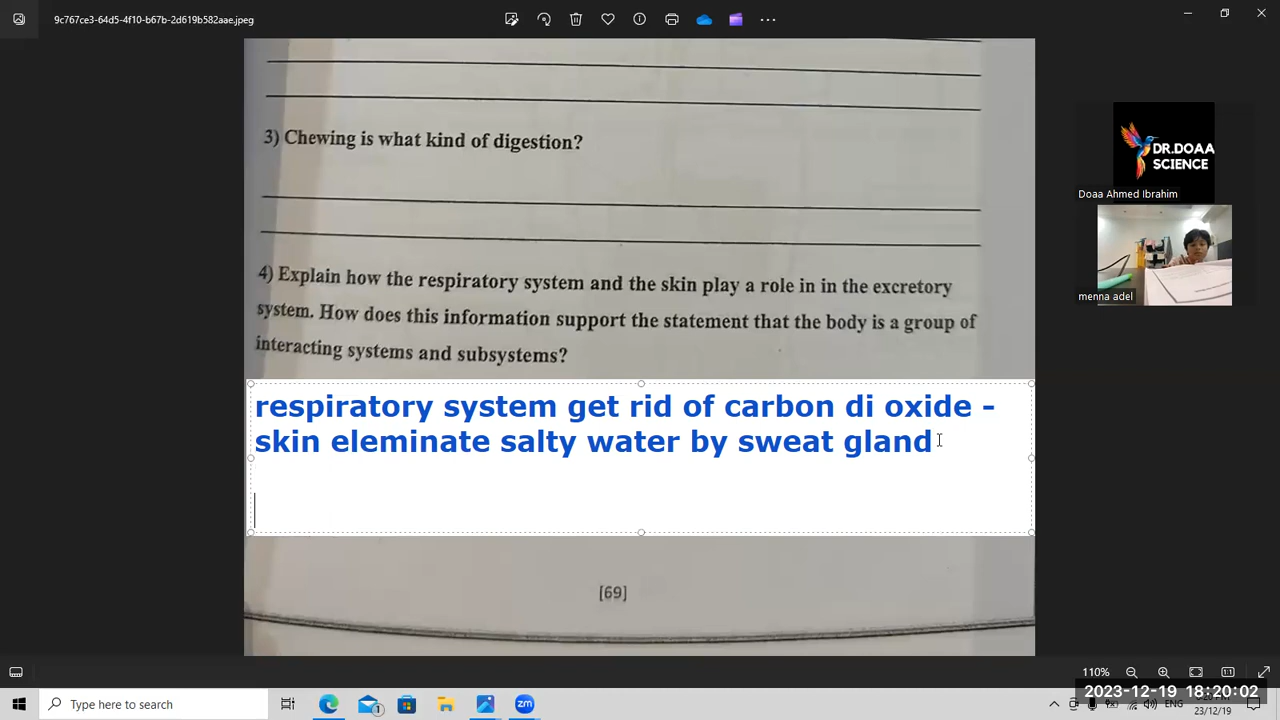 9c767ce3-64d5-4f10-b67b-2d619b582aae.jpeg
3) Chewing is what kind of digestion?
4) Explain how the respiratory system and the skin play a role in in the excretory
system. How does this information support the statement that the body is a group of
interacting systems and subsystems?
respiratory system get rid of carbon di oxide -
skin eleminate salty water by sweat gland
[69]
DR.DOAA
SCIENCE
Doaa Ahmed Ibrahim
menna adel
110%
Type here to search
1
zm
ENG
2023-12-19 18:20:02
23/12/19